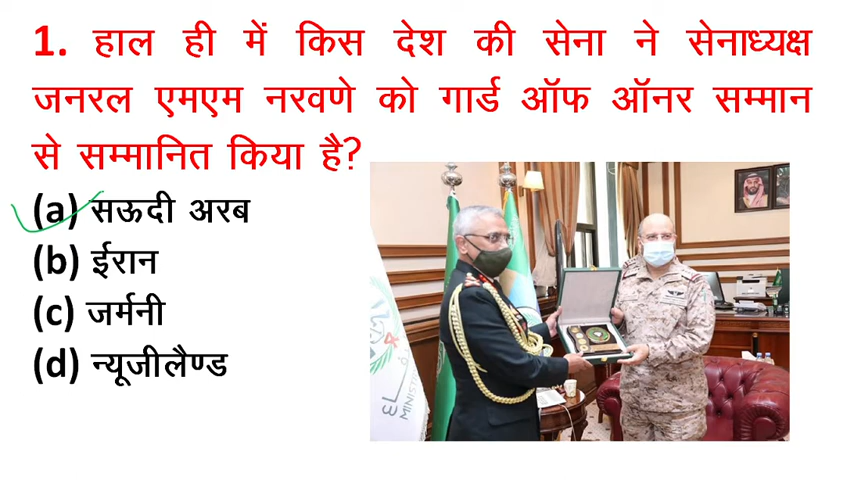 1. हाल ही में किस देश की सेना ने सेनाध्यक्ष
जनरल एमएम नरवणे को गार्ड ऑफ ऑनर सम्मान
से सम्मानित किया है?
(a) सऊदी अरब
(b) ईरान
(c) जर्मनी
(d) न्यूजीलैण्ड